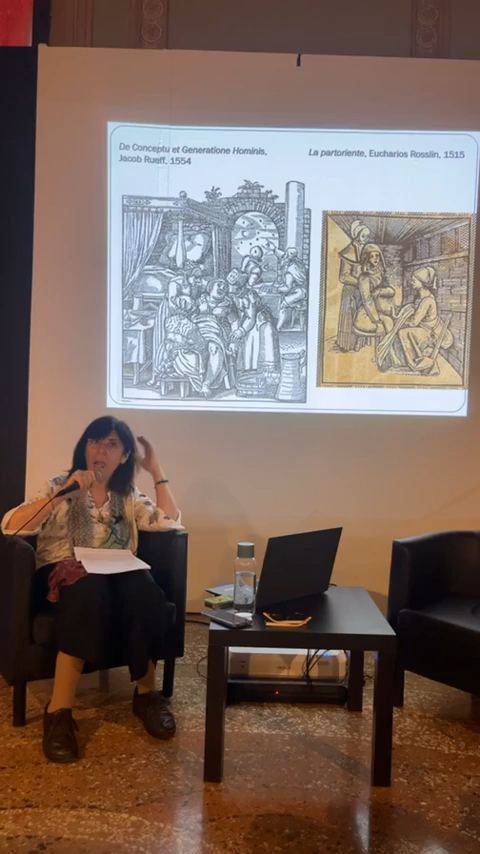 De Conceptu et Generatione Hominis,
Jacob Rueff, 1554
La partoriente, Eucharios Rosslin, 1515